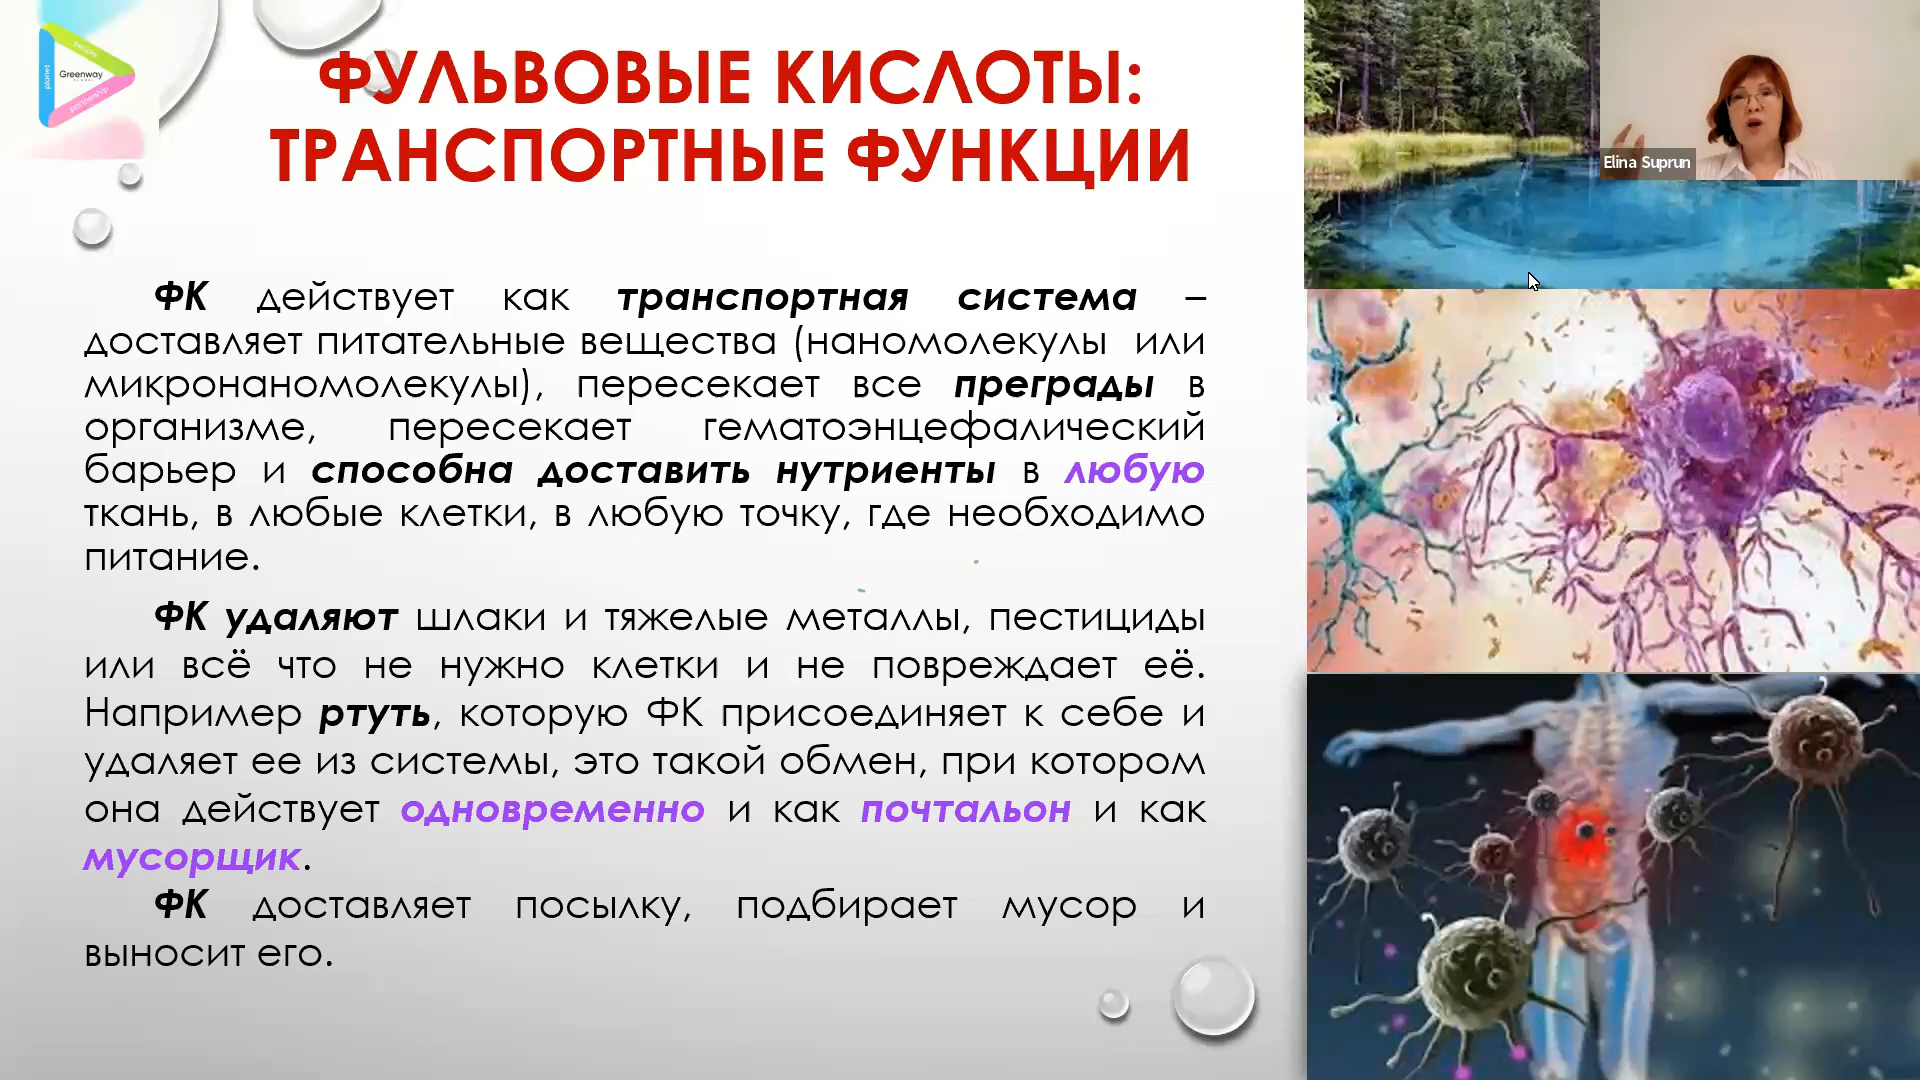 people
planet
Greenway
GLOBAL
partnership
ФУЛЬВОВЫЕ КИСЛОТЫ:
ТРАНСПОРТНЫЕ ФУНКЦИИ
Elina Suprun
ФК действует как транспортная система –
доставляет питательные вещества (наномолекулы или
микронаномолекулы), пересекает все преграды в
организме, пересекает гематоэнцефалический
барьер и способна доставить нутриенты в любую
ткань, в любые клетки, в любую точку, где необходимо
питание.
ФК удаляют шлаки и тяжелые металлы, пестициды
или всё что не нужно клетки и не повреждает её.
Например ртуть, которую ФК присоединяет к себе и
удаляет ее из системы, это такой обмен, при котором
она действует одновременно и как почтальон и как
мусорщик.
ФК доставляет посылку, подбирает мусор и
выносит его.